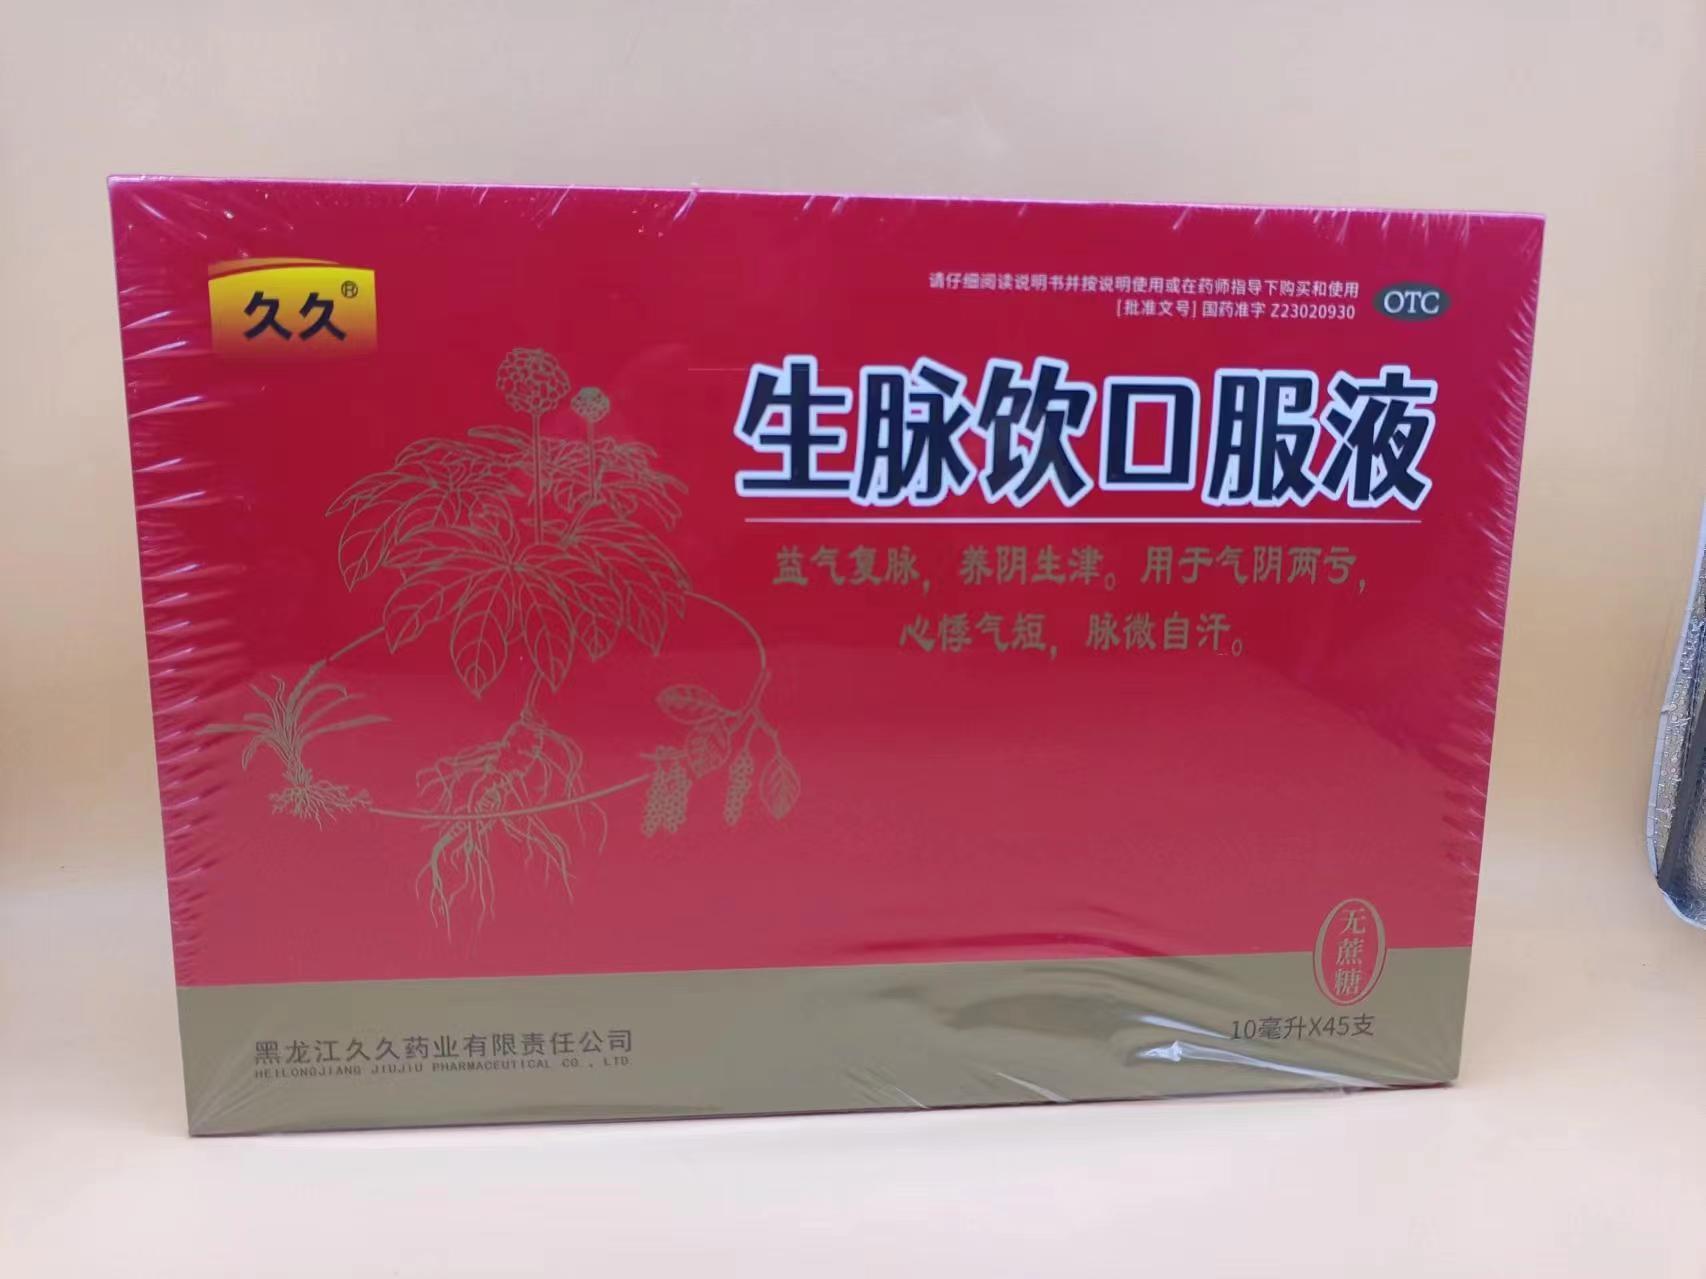 久久®
请仔细阅读说明书并按说明使用或在药师指导下购买和使用
[批准文号] 国药准字 Z23020930
OTC
生脉饮口服液
益气复脉，养阴生津。用于气阴两亏，
心悸气短，脉微自汗。
无蔗糖
10毫升X45支
黑龙江久久药业有限责任公司
HEILONGJIANG JIUJIU PHARMACEUTICAL CO., LTD